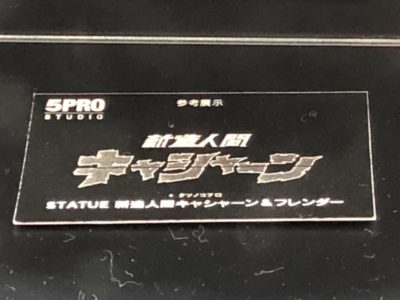 5PRO
STUDIO
参考展示
新造人間
キャシャーン
© タツノコプロ
STATUE 新造人間キャシャーン&フレンダー